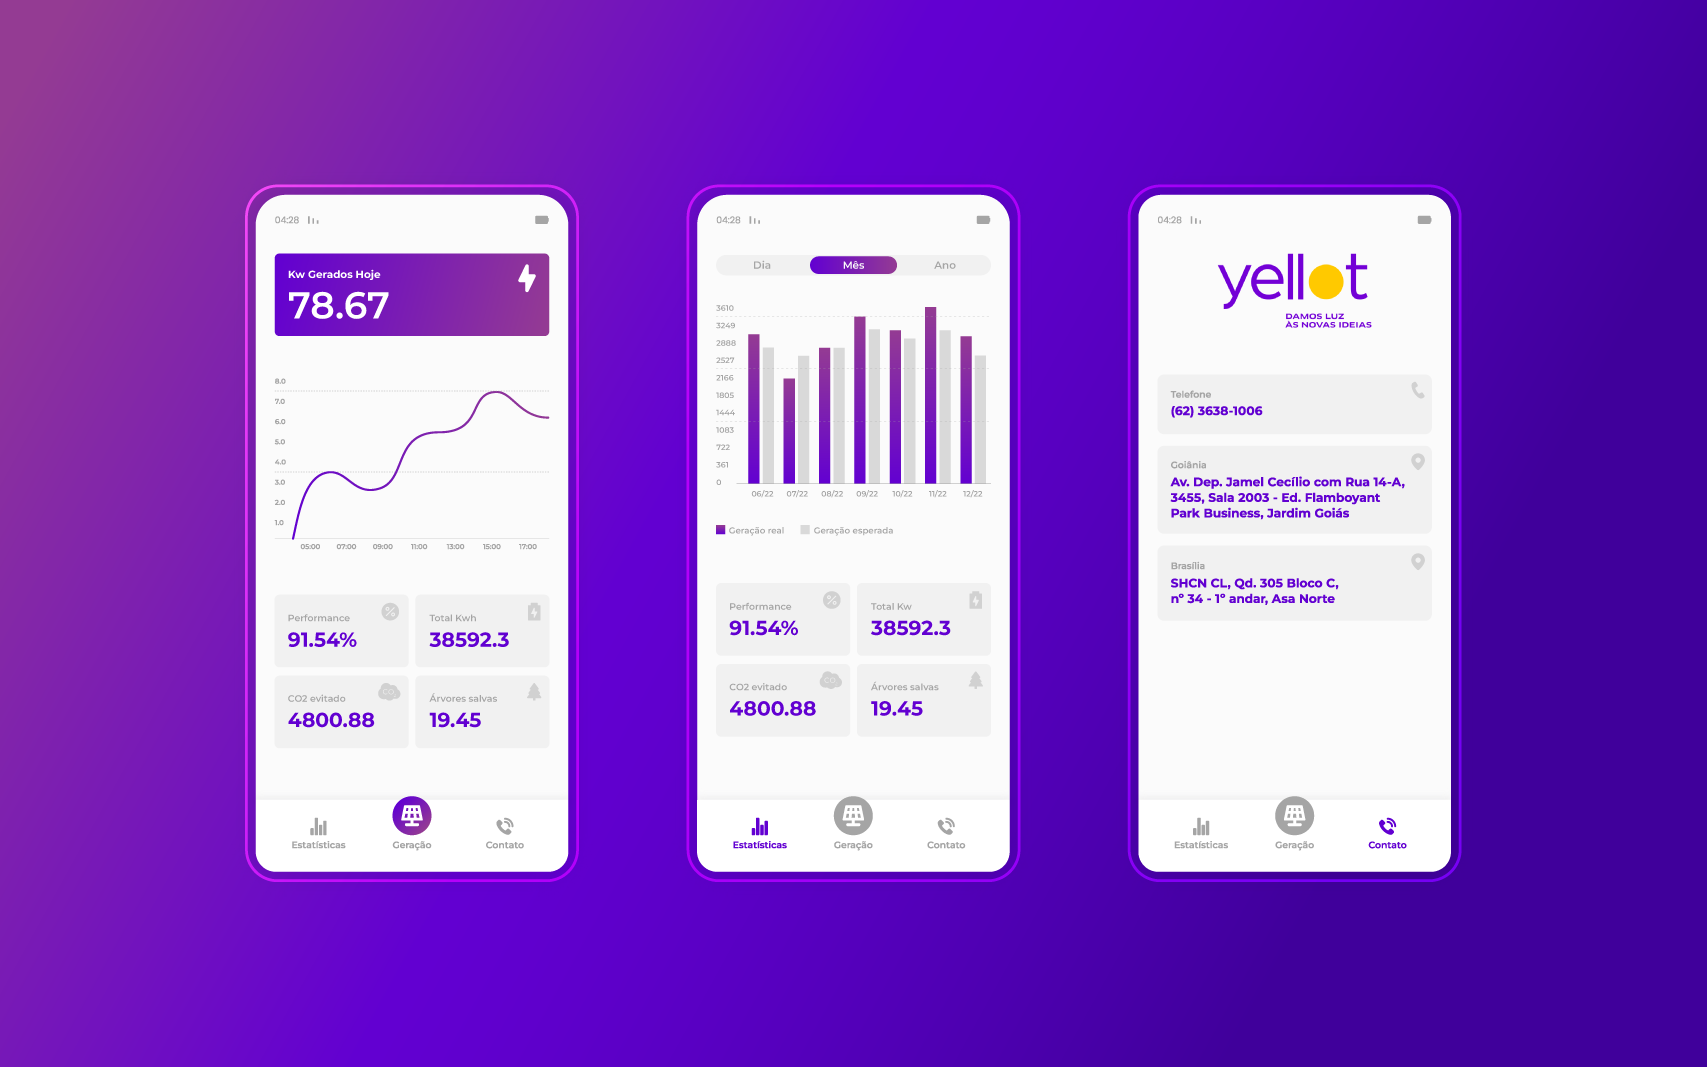 04:28
Kw Gerados Hoje
78.67
8.0
7.0
6.0
5.0
4.0
3.0
2.0
1.0
05:00 07:00 09:00 11:00 13:00 15:00 17:00
Performance
91.54%
Total Kwh
38592.3
CO2 evitado
4800.88
Árvores salvas
19.45
Estatísticas Geração Contato
04:28
Dia Mês Ano
3610
3249
2888
2527
2166
1805
1444
1083
722
361
0
06/22 07/22 08/22 09/22 10/22 11/22 12/22
Geração real Geração esperada
Performance
91.54%
Total Kw
38592.3
CO2 evitado
4800.88
Árvores salvas
19.45
Estatísticas Geração Contato
04:28
yellot
DAMOS LUZ
ÀS NOVAS IDEIAS
Telefone
(62) 3638-1006
Goiânia
Av. Dep. Jamel Cecílio com Rua 14-A,
3455, Sala 2003 - Ed. Flamboyant
Park Business, Jardim Goiás
Brasília
SHCN CL, Qd. 305 Bloco C,
nº 34 - 1º andar, Asa Norte
Estatísticas Geração Contato